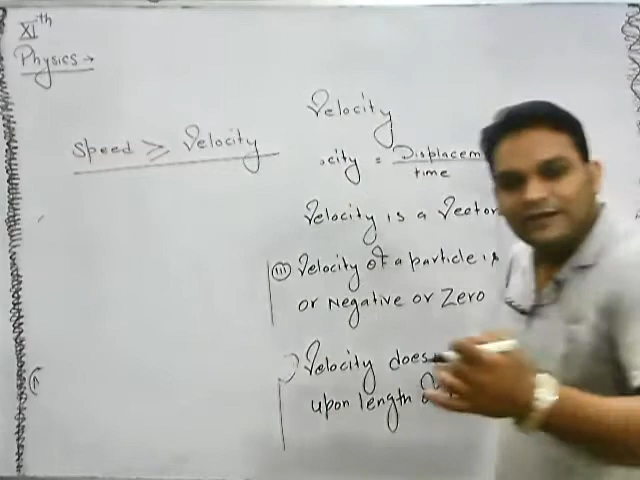 XIth
Physics →
Velocity
Speed ≥ Velocity
ocity = Displacem
time
Velocity is a Vector
(iii) Velocity of a particle is
or Negative or Zero
Velocity does
upon length